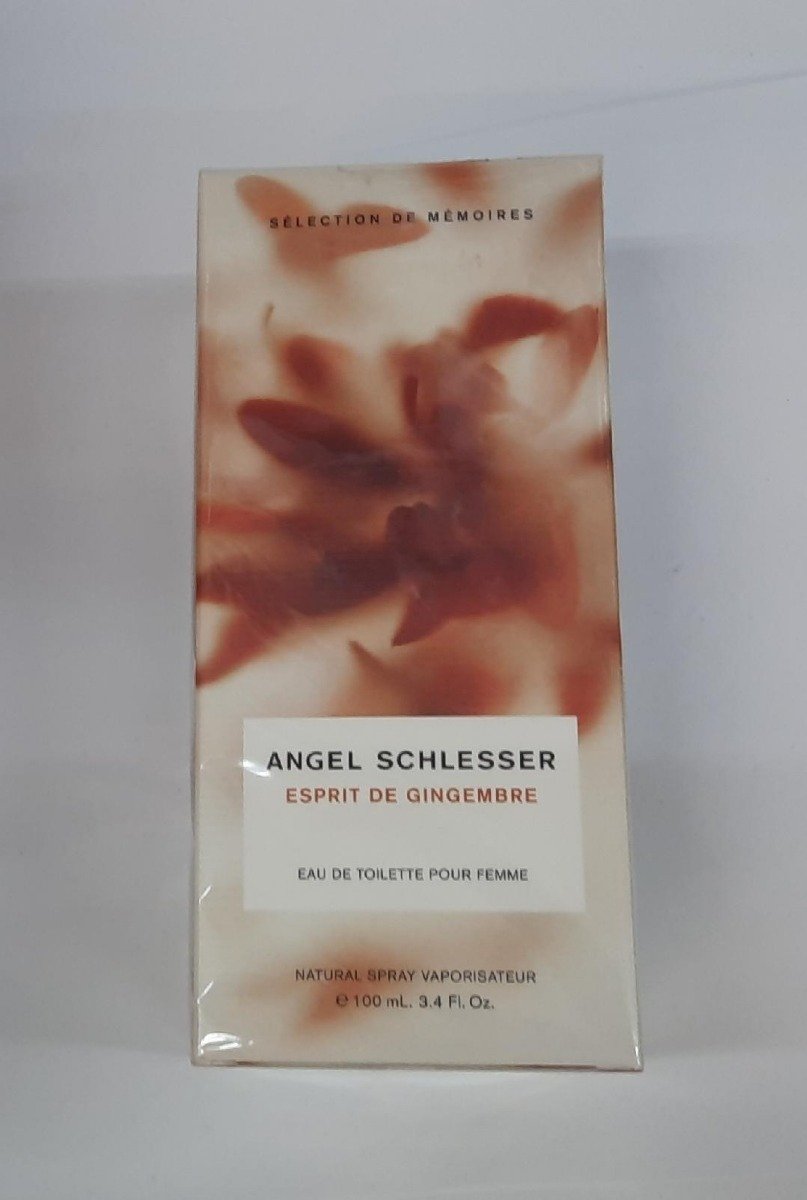 SÉLECTION DE MÉMOIRES
ANGEL SCHLESSER
ESPRIT DE GINGEMBRE
EAU DE TOILETTE POUR FEMME
NATURAL SPRAY VAPORISATEUR
℮ 100 mL. 3.4 Fl. Oz.